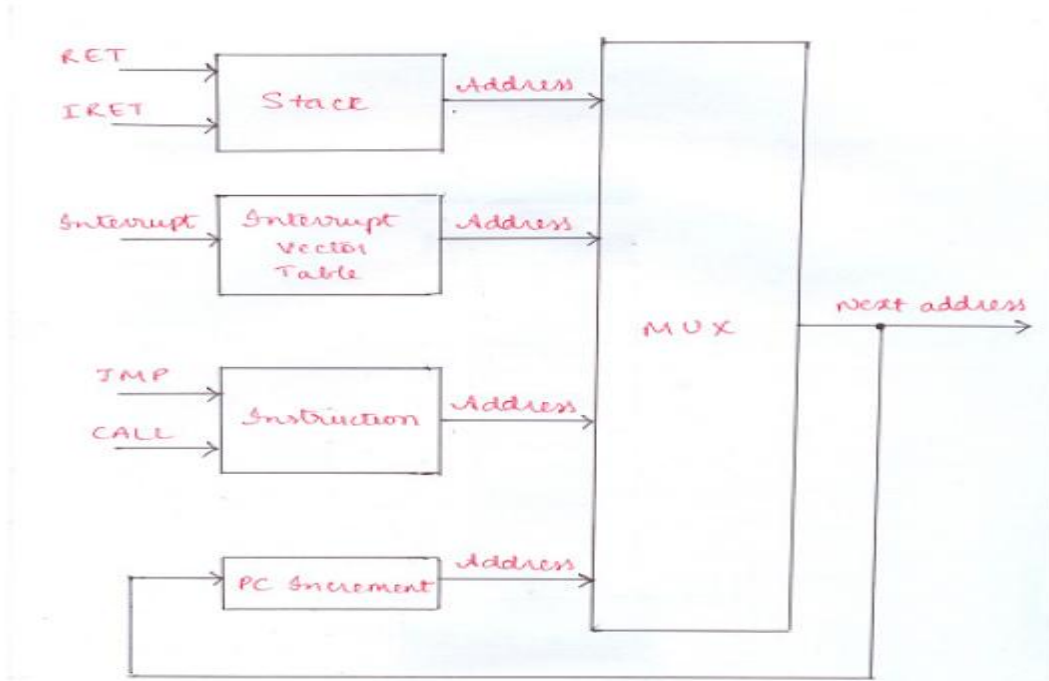 RET
IRET
Stack
Address
Interrupt
Interrupt
Vector
Table
Address
MUX
Next address
JMP
CALL
Instruction
Address
PC Increment
Address